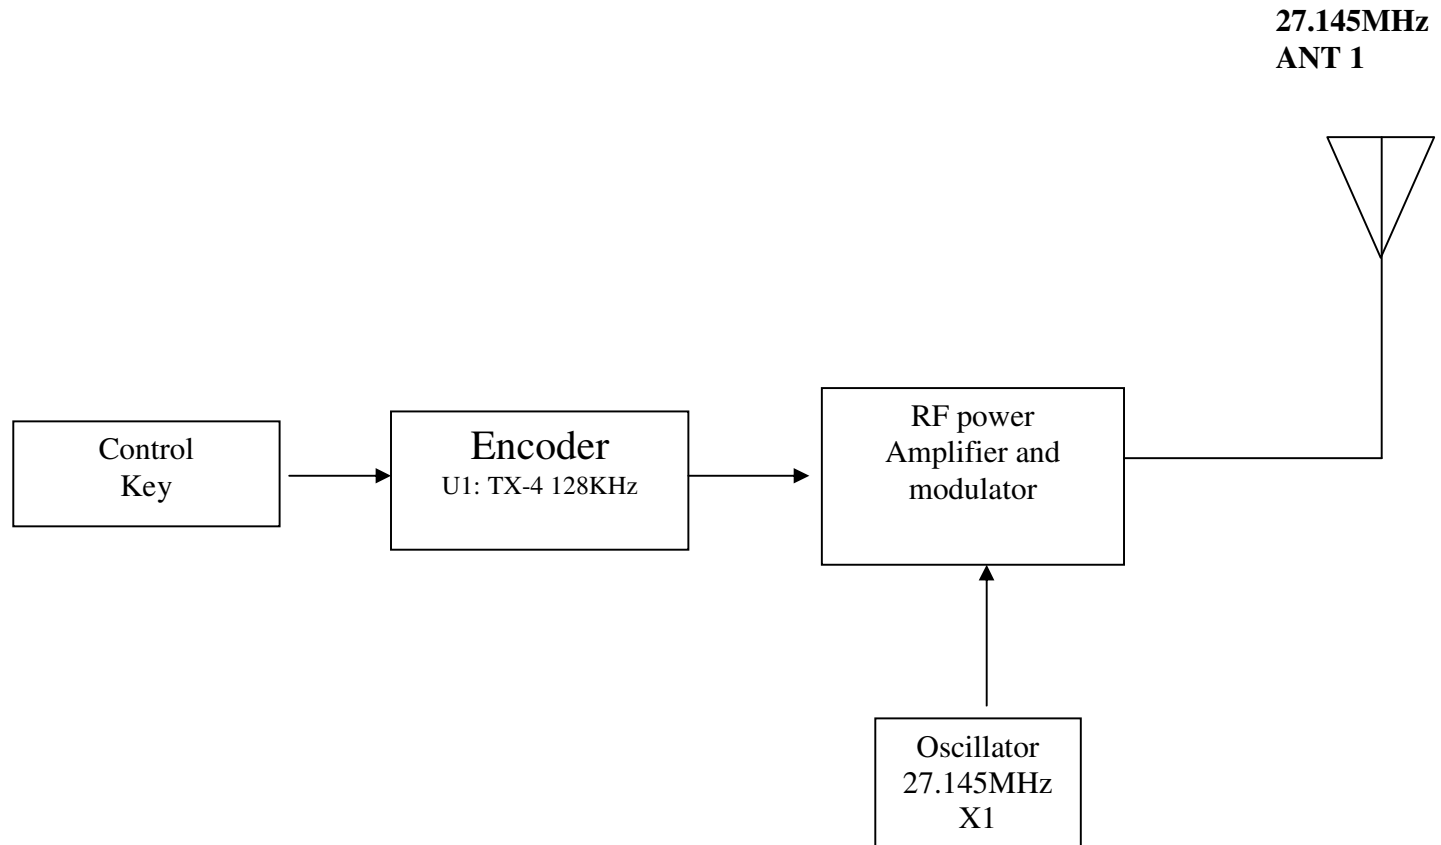 27.145MHz
ANT 1
Control
Key
Encoder
U1: TX-4 128KHz
RF power
Amplifier and
modulator
Oscillator
27.145MHz
X1